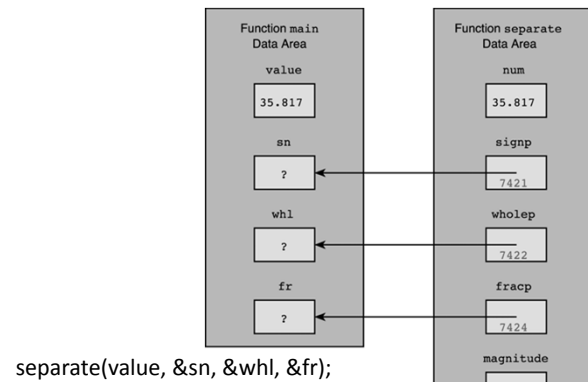 Function main
Data Area
value
35.817
sn
?
whl
?
fr
?
Function separate
Data Area
num
35.817
signp
7421
wholep
7422
fracp
7424
magnitude
separate(value, &sn, &whl, &fr);